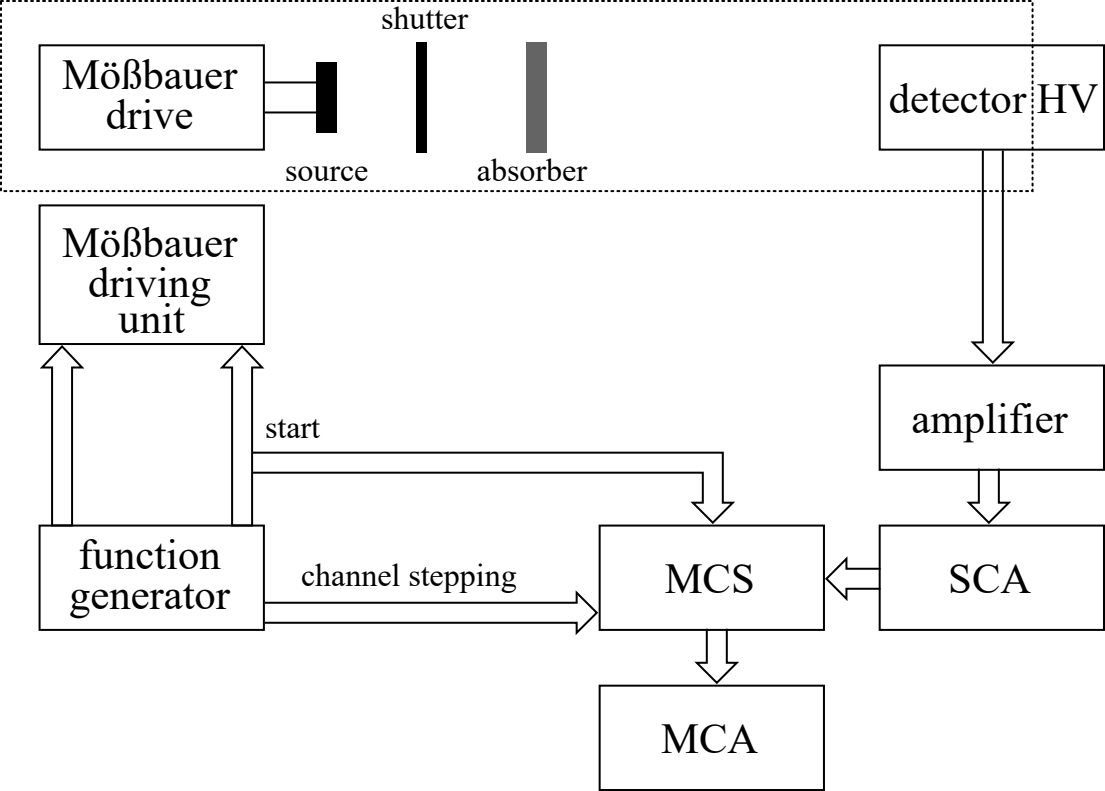 shutter
Mößbauer
drive
detector HV
source
absorber
Mößbauer
driving
unit
amplifier
start
function
generator
channel stepping
MCS
SCA
MCA